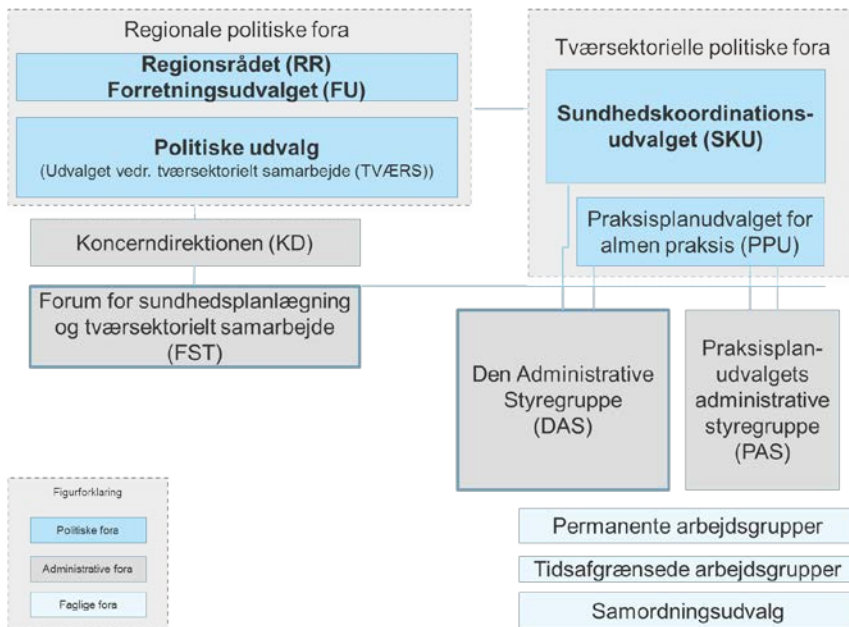 Regionale politiske fora
Regionsrådet (RR)
Forretningsudvalget (FU)
Politiske udvalg
(Udvalget vedr. tværsektorielt samarbejde (TVÆRS))
Koncerndirektionen (KD)
Forum for sundhedsplanlægning
og tværsektorielt samarbejde
(FST)
Tværsektorielle politiske fora
Sundhedskoordinations-
udvalget (SKU)
Praksisplanudvalget for
almen praksis (PPU)
Den Administrative
Styregruppe
(DAS)
Praksisplan-
udvalgets
administrative
styregruppe
(PAS)
Figurforklaring
Politiske fora
Administrative fora
Faglige fora
Permanente arbejdsgrupper
Tidsafgrænsede arbejdsgrupper
Samordningsudvalg